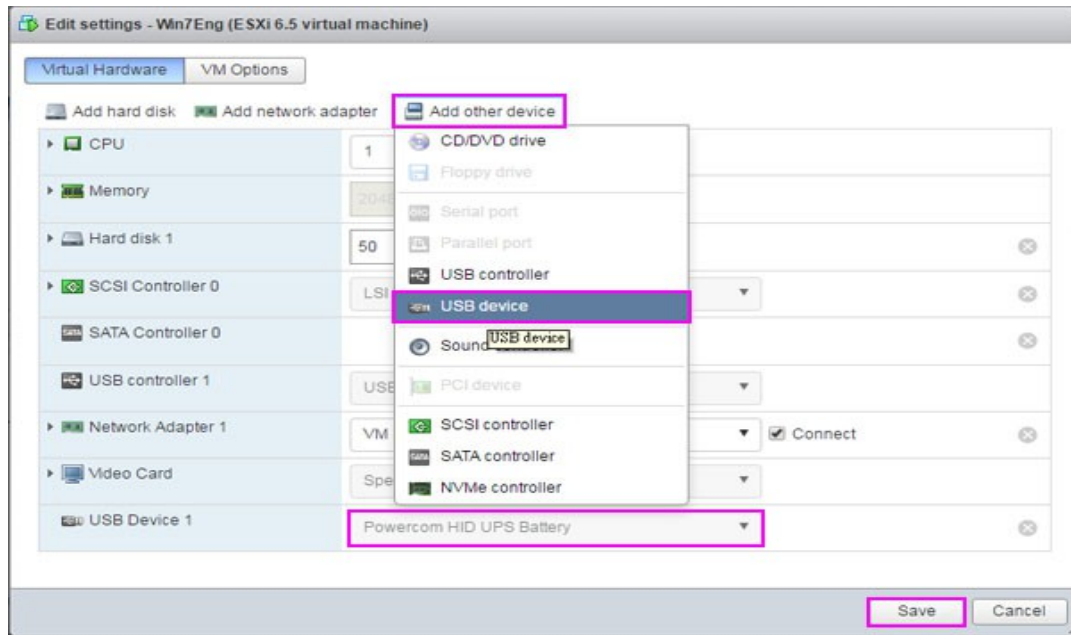 Edit settings - Win7Eng (ESXi 6.5 virtual machine)
Virtual Hardware VM Options
Add hard disk Add network adapter Add other device
CPU 1
CD/DVD drive
Floppy drive
Memory 2048
Serial port
Hard disk 1 50
Parallel port
USB controller
SCSI Controller 0 LSI
USB device
SATA Controller 0
USB device
Sound
USB controller 1 USB
PCI device
Network Adapter 1 VM
SCSI controller
Connect
SATA controller
Video Card Spe
NVMe controller
USB Device 1 Powercom HID UPS Battery
Save Cancel